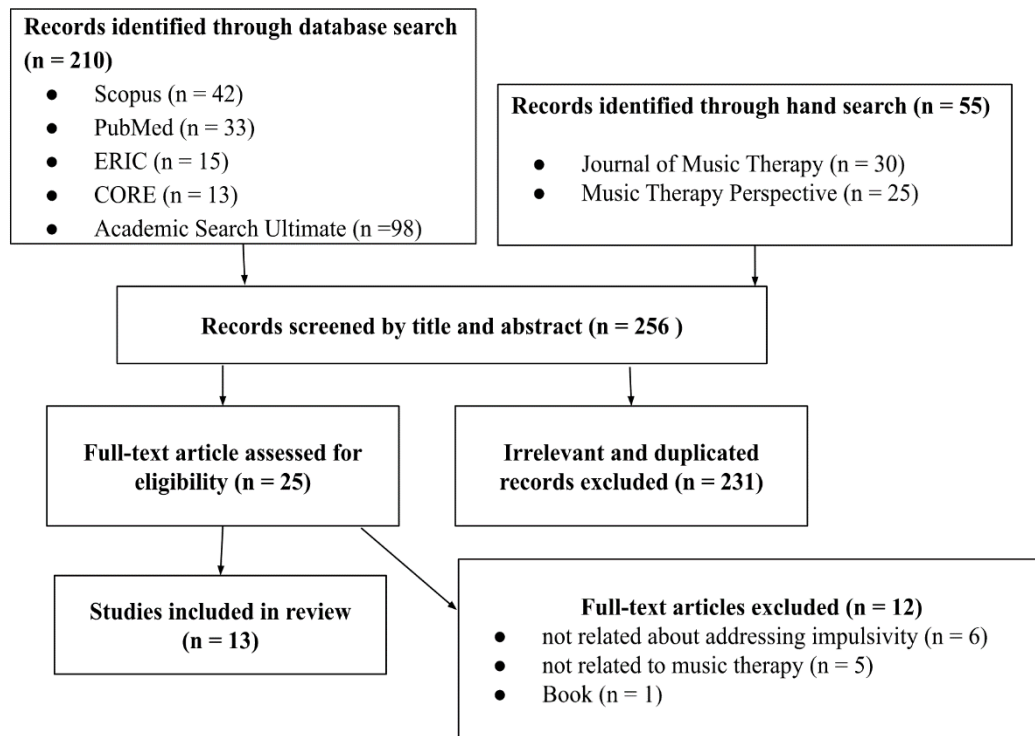 Records identified through database search
(n = 210)
● Scopus (n = 42)
● PubMed (n = 33)
● ERIC (n = 15)
● CORE (n = 13)
● Academic Search Ultimate (n =98)
Records identified through hand search (n = 55)
● Journal of Music Therapy (n = 30)
● Music Therapy Perspective (n = 25)
Records screened by title and abstract (n = 256 )
Full-text article assessed for
eligibility (n = 25)
Irrelevant and duplicated
records excluded (n = 231)
Studies included in review
(n = 13)
Full-text articles excluded (n = 12)
● not related about addressing impulsivity (n = 6)
● not related to music therapy (n = 5)
● Book (n = 1)